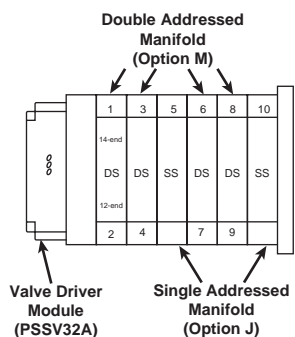 Double Addressed
Manifold
(Option M)
1 3 5 6 8 10
14-end
DS DS SS DS DS SS
12-end
2 4 7 9
Valve Driver
Module
(PSSV32A)
Single Addressed
Manifold
(Option J)